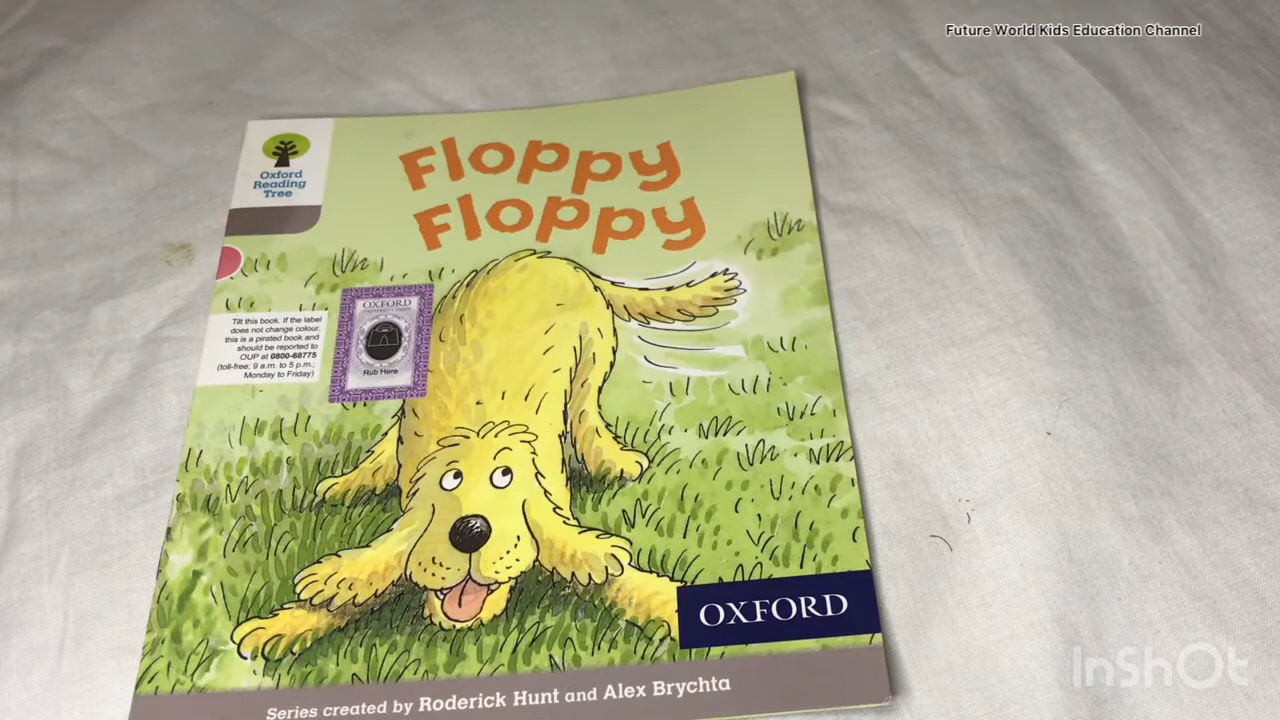 Future World Kids Education Channel
Oxford
Reading
Tree
Floppy
Floppy
Tilt this book. If the label
does not change colour,
this is a pirated book and
should be reported to
OUP at 0800-68775
(toll-free; 9 a.m. to 5 p.m.;
Monday to Friday)
OXFORD
Rub Here
OXFORD
Series created by Roderick Hunt and Alex Brychta
InShOt